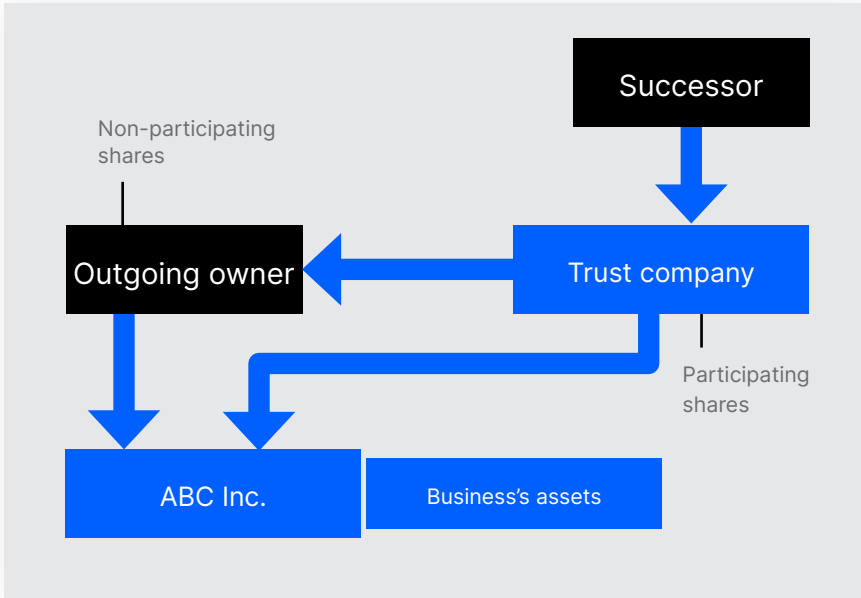 Successor
Non-participating
shares
Outgoing owner
Trust company
Participating
shares
ABC Inc.
Business’s assets